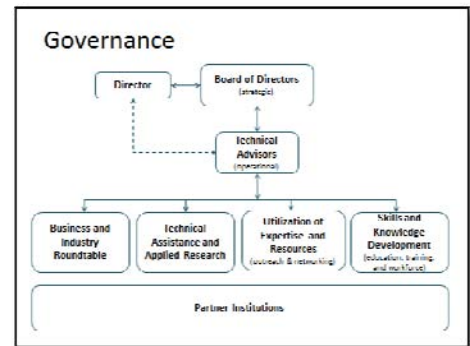 Governance
Director
Board of Directors
(strategic)
Technical
Advisors
(operational)
Business and
Industry
Roundtable
Technical
Assistance and
Applied Research
Utilization of
Expertise and
Resources
(outreach & networking)
Skills and
Knowledge
Development
(education, training,
and workforce)
Partner Institutions